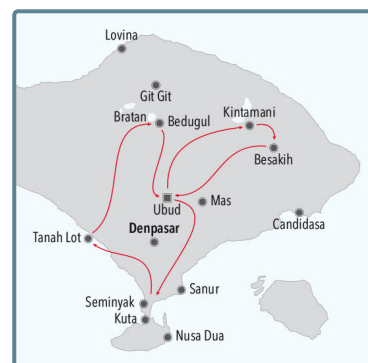 Lovina
Git Git
Bratan
Bedugul
Kintamani
Besakih
Ubud
Mas
Candidasa
Denpasar
Tanah Lot
Sanur
Seminyak
Kuta
Nusa Dua